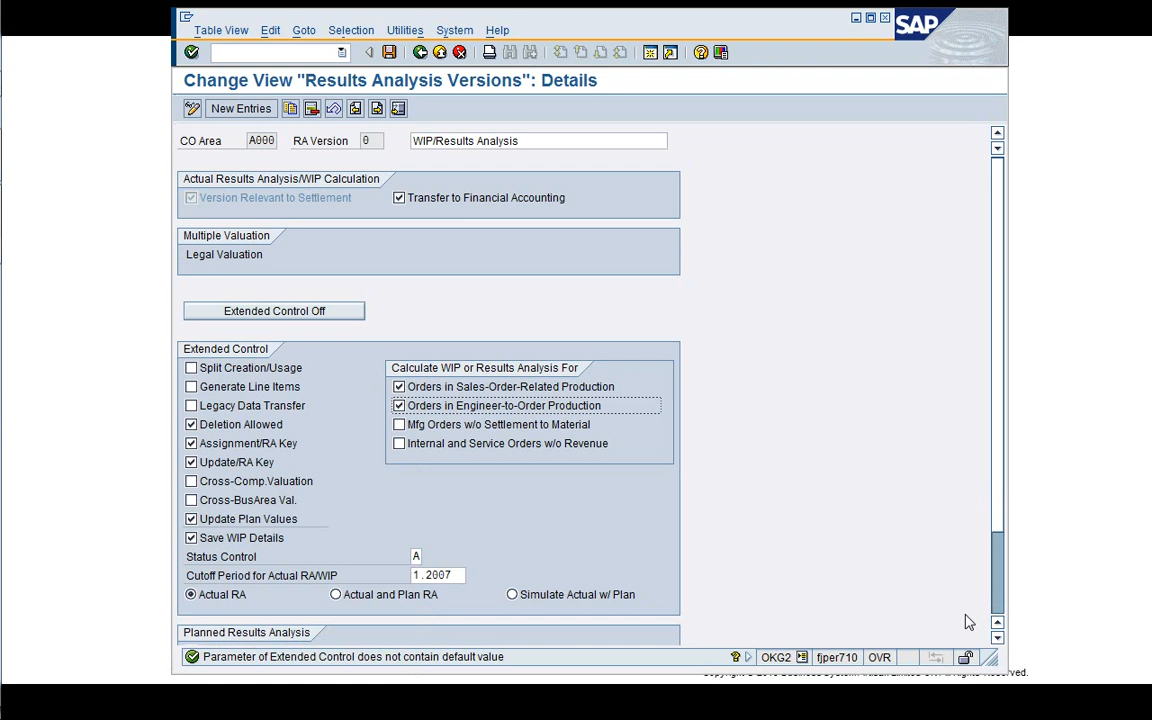 Table View Edit Goto Selection Utilities System Help
SAP
Change View "Results Analysis Versions": Details
New Entries
CO Area A000 RA Version 0 WIP/Results Analysis
Actual Results Analysis/WIP Calculation
Version Relevant to Settlement Transfer to Financial Accounting
Multiple Valuation
Legal Valuation
Extended Control Off
Extended Control
Split Creation/Usage
Generate Line Items
Legacy Data Transfer
Deletion Allowed
Assignment/RA Key
Update/RA Key
Cross-Comp.Valuation
Cross-BusArea Val.
Update Plan Values
Save WIP Details
Calculate WIP or Results Analysis For
Orders in Sales-Order-Related Production
Orders in Engineer-to-Order Production
Mfg Orders w/o Settlement to Material
Internal and Service Orders w/o Revenue
Status Control A
Cutoff Period for Actual RA/WIP 1.2007
Actual RA Actual and Plan RA Simulate Actual w/ Plan
Planned Results Analysis
Parameter of Extended Control does not contain default value OKG2 fjper710 OVR